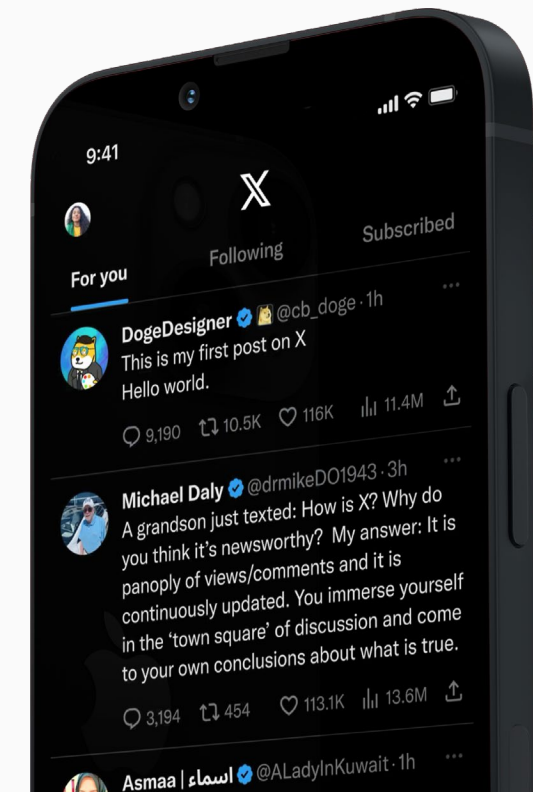 9:41
X
For you Following Subscribed
DogeDesigner @cb_doge · 1h
This is my first post on X
Hello world.
9,190 10.5K 116K 11.4M
Michael Daly @drmikeDO1943 · 3h
A grandson just texted: How is X? Why do
you think it's newsworthy? My answer: It is
panoply of views/comments and it is
continuously updated. You immerse yourself
in the ‘town square’ of discussion and come
to your own conclusions about what is true.
3,194 454 113.1K 13.6M
Asmaa | اسماء @ALadyInKuwait · 1h